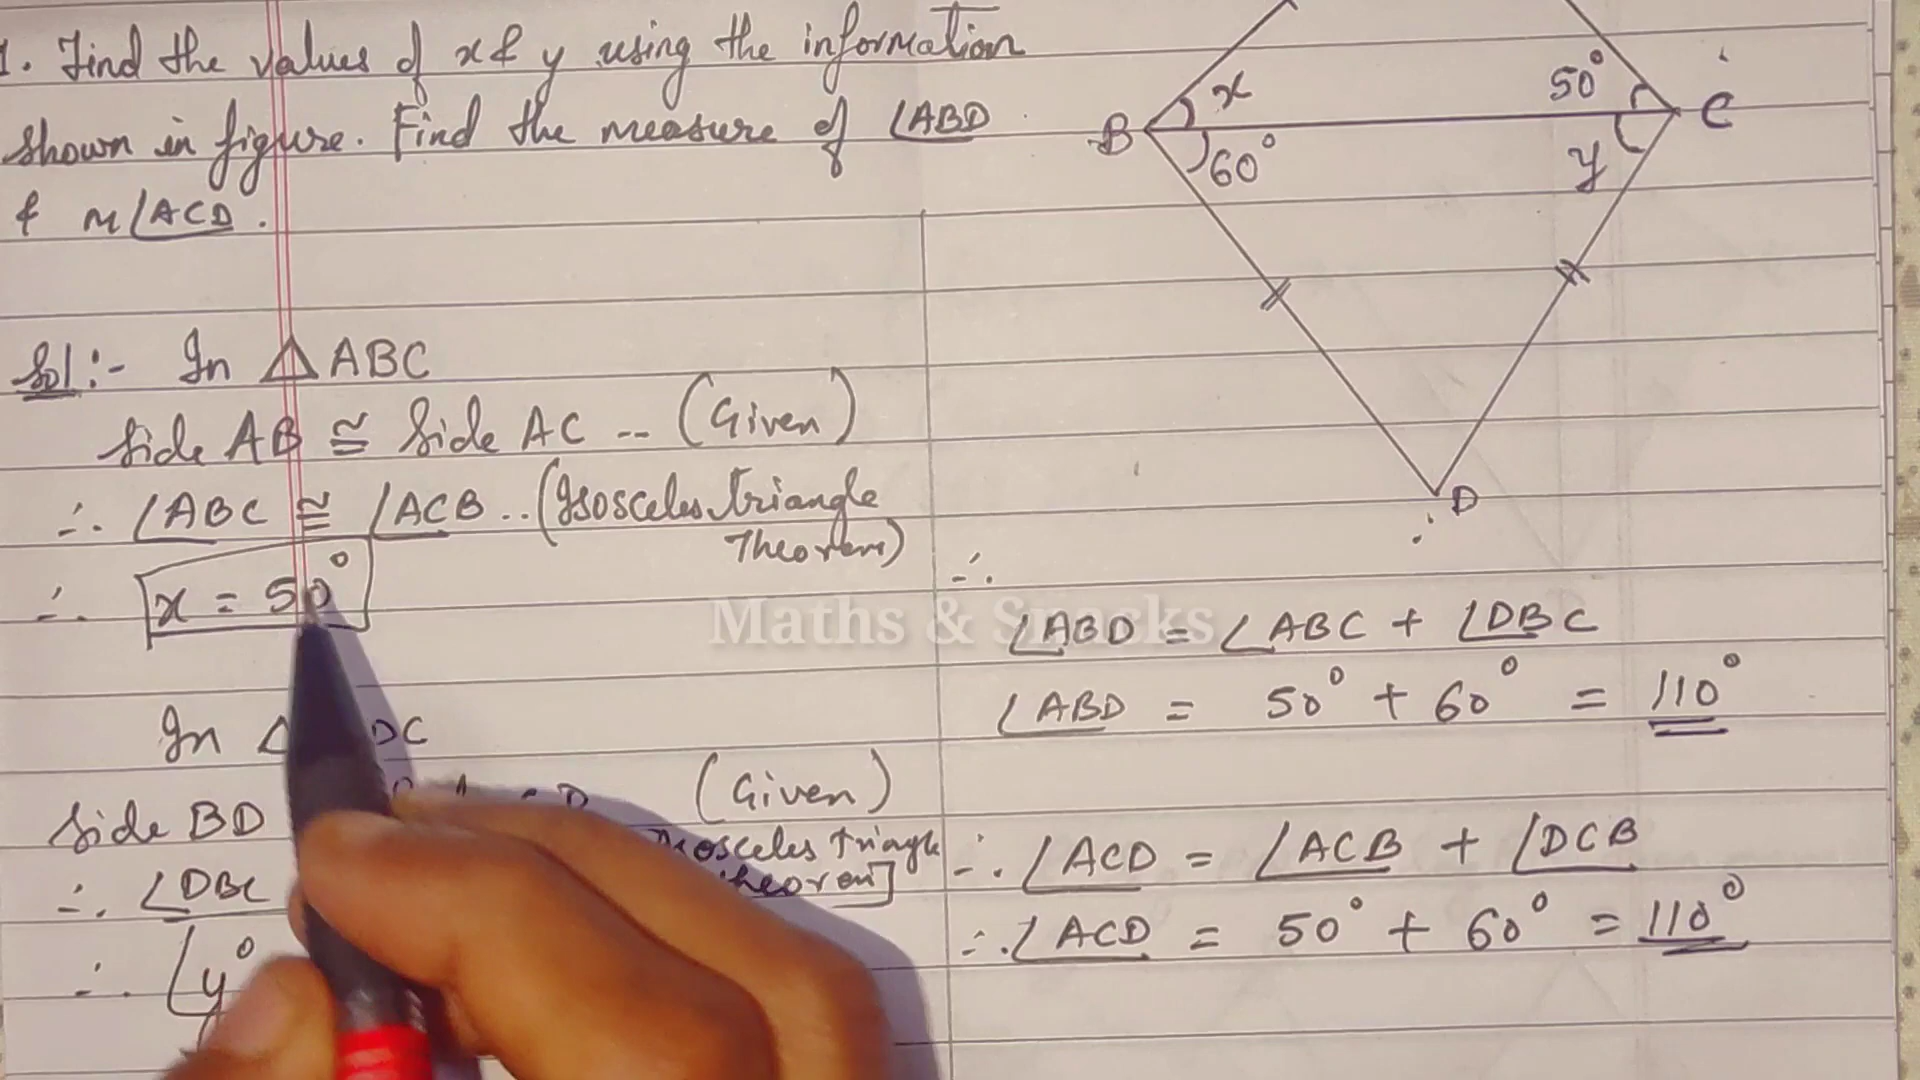 1. Find the values of x & y using the information
shown in figure. Find the measure of ∠ABD
& m∠ACD.
B
x
60°
50°
C
y
D
Sol:- In △ABC
Side AB ≅ Side AC -- (Given)
∴ ∠ABC ≅ ∠ACB .. (Isosceles triangle
Theorem)
∴ x = 50°
In △ DC
Side BD (Given)
∴ ∠DBC
∴ ∠y°
∴
∠ABD = ∠ABC + ∠DBC
∠ABD = 50° + 60° = 110°
∴ ∠ACD = ∠ACB + ∠DCB
∴ ∠ACD = 50° + 60° = 110°
Maths & Snacks